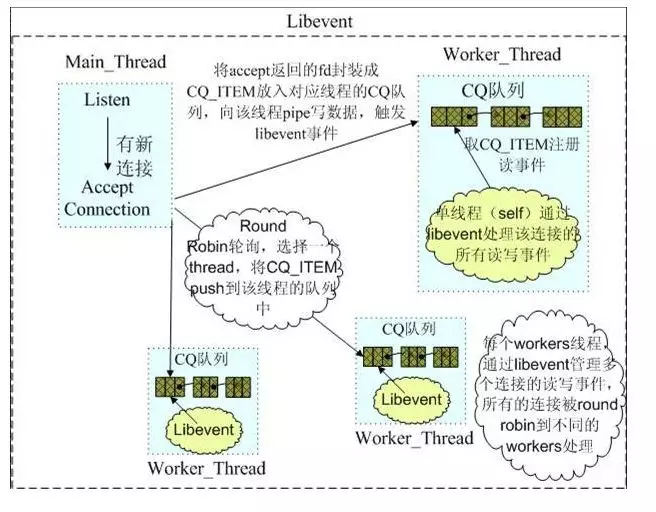 Libevent
Main_Thread
Listen
有新
连接
Accept
Connection
将accept返回的fd封装成
CQ_ITEM放入对应线程的CQ队
列，向该线程pipe写数据，触发
libevent事件
Worker_Thread
CQ队列
取CQ_ITEM注册
读事件
单线程（self）通过
libevent处理该连接的
所有读写事件
Round
Robin轮询，选择一个
thread，将CQ_ITEM
push到该线程的队列
中
CQ队列
Libevent
Worker_Thread
CQ队列
Libevent
Worker_Thread
每个workers线程，
通过libevent管理多
个连接的读写事件，
所有的连接被round
robin到不同的
workers处理